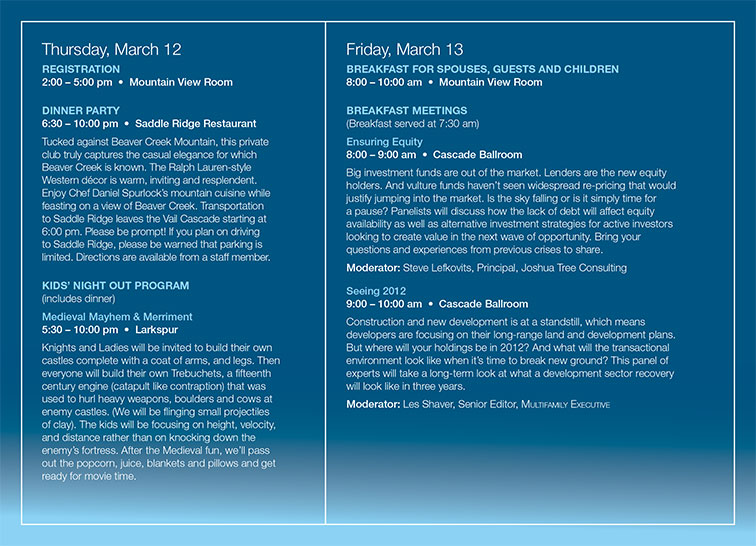 Thursday, March 12
REGISTRATION
2:00 – 5:00 pm • Mountain View Room
DINNER PARTY
6:30 – 10:00 pm • Saddle Ridge Restaurant
Tucked against Beaver Creek Mountain, this private
club truly captures the casual elegance for which
Beaver Creek is known. The Ralph Lauren-style
Western décor is warm, inviting and resplendent.
Enjoy Chef Daniel Spurlock’s mountain cuisine while
feasting on a view of Beaver Creek. Transportation
to Saddle Ridge leaves the Vail Cascade starting at
6:00 pm. Please be prompt! If you plan on driving
to Saddle Ridge, please be warned that parking is
limited. Directions are available from a staff member.
KIDS’ NIGHT OUT PROGRAM
(includes dinner)
Medieval Mayhem & Merriment
5:30 – 10:00 pm • Larkspur
Knights and Ladies will be invited to build their own
castles complete with a coat of arms, and legs. Then
everyone will build their own Trebuchets, a fifteenth
century engine (catapult like contraption) that was
used to hurl heavy weapons, boulders and cows at
enemy castles. (We will be flinging small projectiles
of clay). The kids will be focusing on height, velocity,
and distance rather than on knocking down the
enemy’s fortress. After the Medieval fun, we’ll pass
out the popcorn, juice, blankets and pillows and get
ready for movie time.
Friday, March 13
BREAKFAST FOR SPOUSES, GUESTS AND CHILDREN
8:00 – 10:00 am • Mountain View Room
BREAKFAST MEETINGS
(Breakfast served at 7:30 am)
Ensuring Equity
8:00 – 9:00 am • Cascade Ballroom
Big investment funds are out of the market. Lenders are the new equity
holders. And vulture funds haven’t seen widespread re-pricing that would
justify jumping into the market. Is the sky falling or is it simply time for
a pause? Panelists will discuss how the lack of debt will affect equity
availability as well as alternative investment strategies for active investors
looking to create value in the next wave of opportunity. Bring your
questions and experiences from previous crises to share.
Moderator: Steve Lefkovits, Principal, Joshua Tree Consulting
Seeing 2012
9:00 – 10:00 am • Cascade Ballroom
Construction and new development is at a standstill, which means
developers are focusing on their long-range land and development plans.
But where will your holdings be in 2012? And what will the transactional
environment look like when it’s time to break new ground? This panel of
experts will take a long-term look at what a development sector recovery
will look like in three years.
Moderator: Les Shaver, Senior Editor, Multifamily Executive